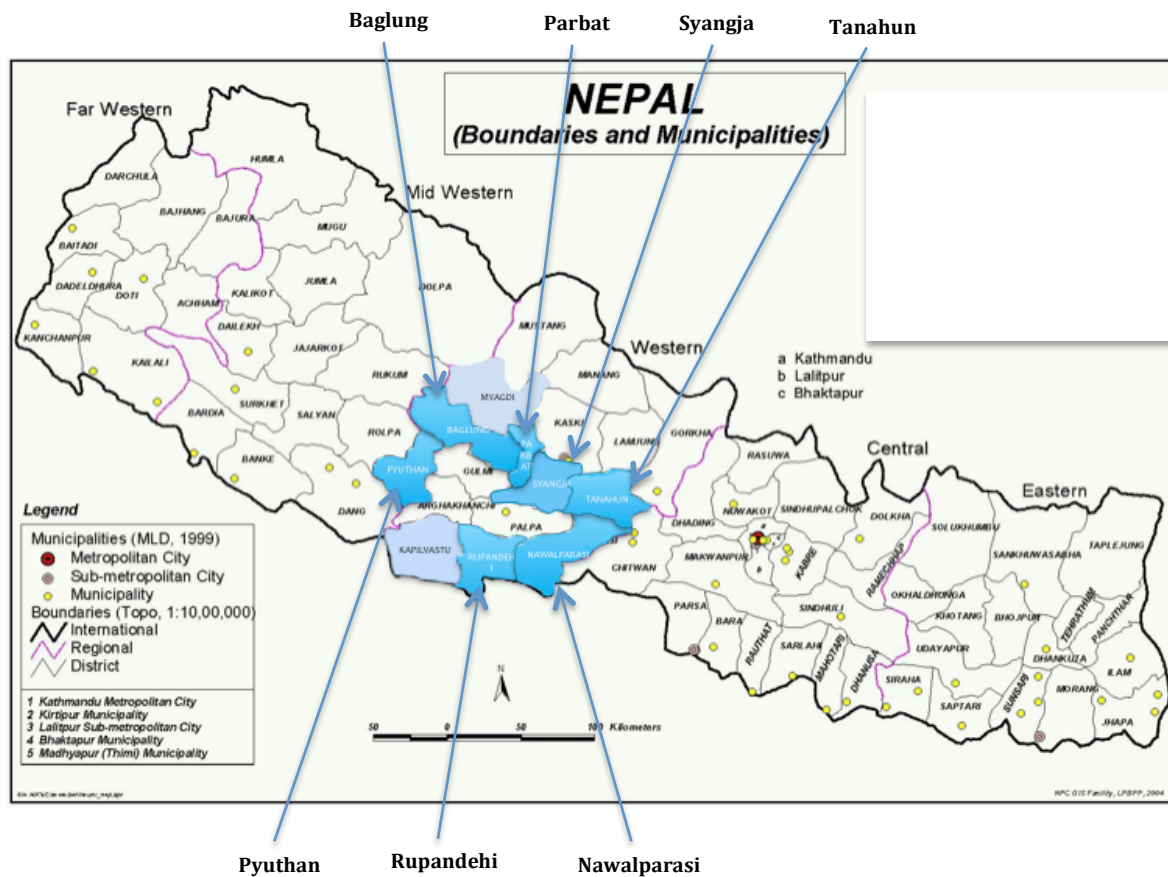 Baglung
Parbat
Syangja
Tanahun
NEPAL
(Boundaries and Municipalities)
Far Western
Mid Western
Western
Central
Eastern
a Kathmandu
b Lalitpur
c Bhaktapur
DARCHULA
HUMLA
BAJHANG
BAJURA
MUGU
BAITADI
DADELDHURA
DOTI
ACHHAM
KALIKOT
JUMLA
DOLPA
MUSTANG
KANCHANPUR
KAILALI
DAILEKH
JAJARKOT
RUKUM
MYAGDI
MANANG
BARDIA
SURKHET
SALYAN
ROLPA
BAGLUNG
PA
RB
AT
KASKI
LAMJUNG
GORKHA
BANKE
DANG
PYUTHAN
GULMI
SYANGJA
TANAHUN
ARGHAKHANCHI
PALPA
KAPILVASTU
RUPANDEH
I
NAWALPARASI
CHITWAN
DHADING
RASUWA
NUWAKOT
SINDHUPALCHOK
DOLKHA
MAKWANPUR
KABRE
RAMECHHAP
SOLUKHUMBU
SANKHUWASABHA
TAPLEJUNG
PARSA
BARA
RAUTHAT
SARLAHI
SINDHULI
MAHOTARI
DHANUSA
OKHALDHUNGA
KHOTANG
BHOJPUR
TEHRATHUM
PANCHTHAR
UDAYAPUR
SIRAHA
SAPTARI
SUNSARI
DHANKUTA
MORANG
ILAM
JHAPA
a
c
b
Legend
Municipalities (MLD, 1999)
Metropolitan City
Sub-metropolitan City
Municipality
Boundaries (Topo, 1:10,00,000)
International
Regional
District
1 Kathmandu Metropolitan City
2 Kirtipur Municipality
3 Lalitpur Sub-metropolitan City
4 Bhaktapur Municipality
5 Madhyapur (Thimi) Municipality
N
50 0 50 100 Kilometers
NPC GIS Facility, LPBPP, 2004
Pyuthan
Rupandehi
Nawalparasi